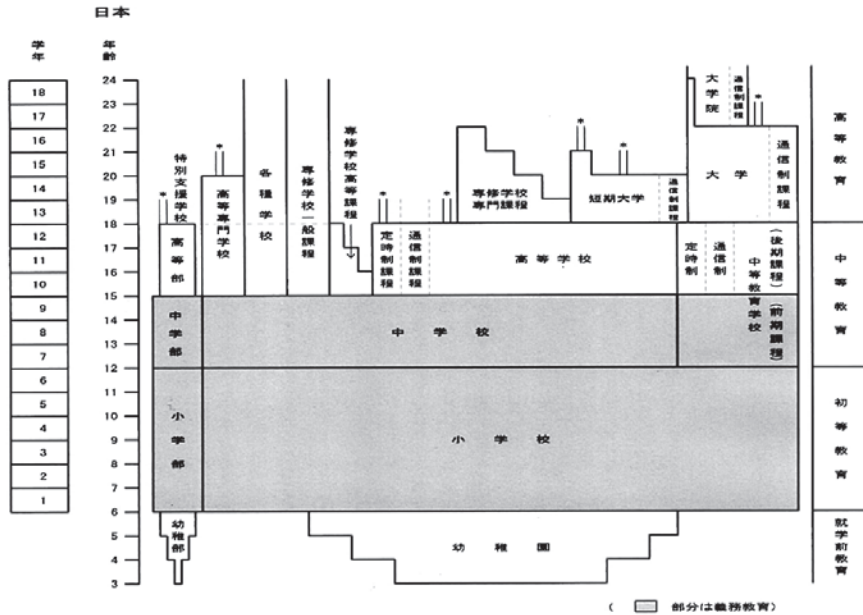 日本
学年
年齢
18
17
16
15
14
13
12
11
10
9
8
7
6
5
4
3
2
1
24
23
22
21
20
19
18
17
16
15
14
13
12
11
10
9
8
7
6
5
4
3
*
特別支援学校
高等部
中学部
小学部
幼稚部
*
高等専門学校
各種学校
専修学校一般課程
専修学校高等課程
*
定時制課程
通信制課程
*
専修学校
専門課程
高等学校
*
*
短期大学
通信制課程
大学院
通信制課程
*
大学
通信制課程
定時制
通信制
中等教育学校
(後期課程)
(前期課程)
中学校
小学校
幼稚園
高等教育
中等教育
初等教育
就学前教育
( 部分は義務教育)